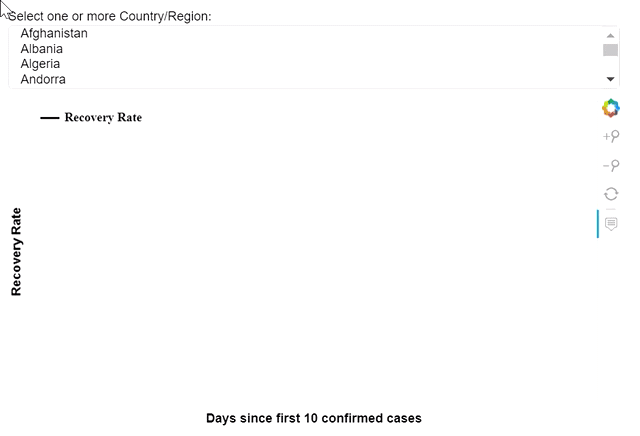 Select one or more Country/Region:
Afghanistan
Albania
Algeria
Andorra
Recovery Rate
Recovery Rate
Days since first 10 confirmed cases